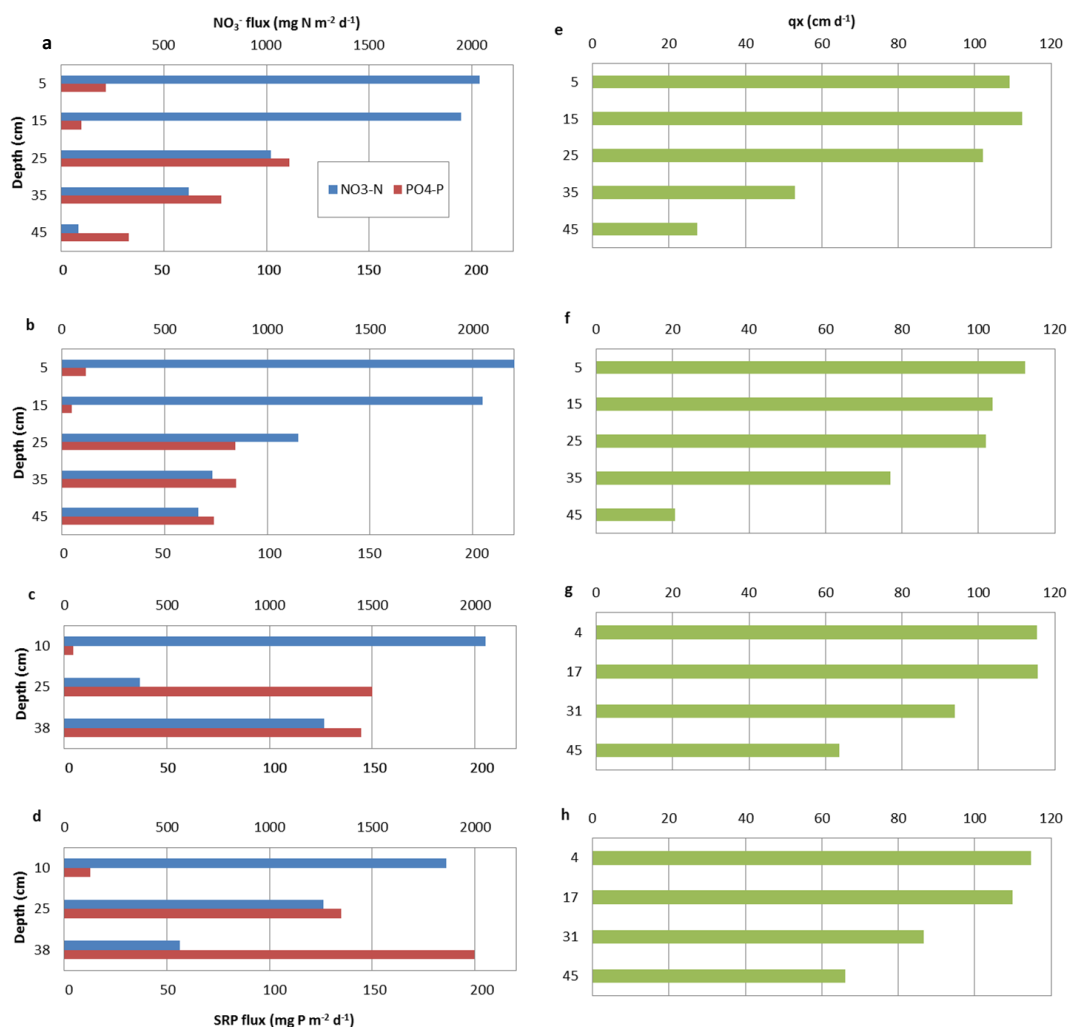 NO₃⁻ flux (mg N m⁻² d⁻¹)
a
500 1000 1500 2000
Depth (cm)
5
15
25
35
45
NO3-N PO4-P
0 50 100 150 200
b
0 500 1000 1500 2000
Depth (cm)
5
15
25
35
45
0 50 100 150 200
c
0 500 1000 1500 2000
Depth (cm)
10
25
38
0 50 100 150 200
d
0 500 1000 1500 2000
Depth (cm)
10
25
38
0 50 100 150 200
SRP flux (mg P m⁻² d⁻¹)
qx (cm d⁻¹)
e
0 20 40 60 80 100 120
5
15
25
35
45
f
0 20 40 60 80 100 120
5
15
25
35
45
g
0 20 40 60 80 100 120
4
17
31
45
h
0 20 40 60 80 100 120
4
17
31
45